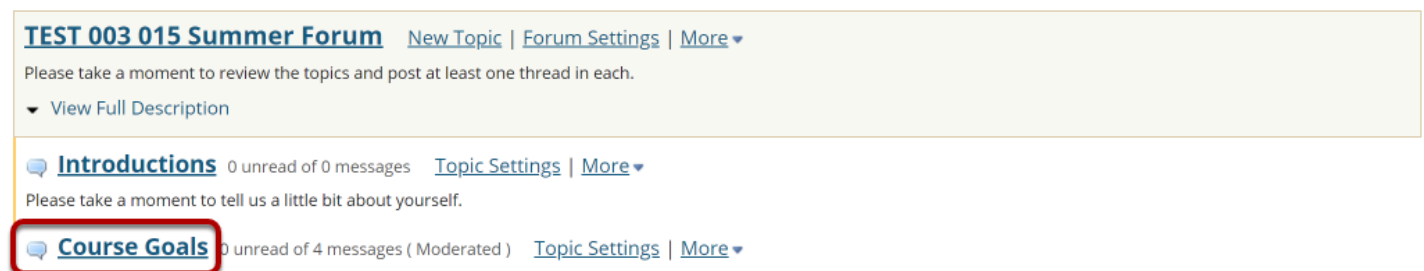 TEST 003 015 Summer Forum New Topic | Forum Settings | More
Please take a moment to review the topics and post at least one thread in each.
View Full Description
Introductions 0 unread of 0 messages Topic Settings | More
Please take a moment to tell us a little bit about yourself.
Course Goals 0 unread of 4 messages ( Moderated ) Topic Settings | More